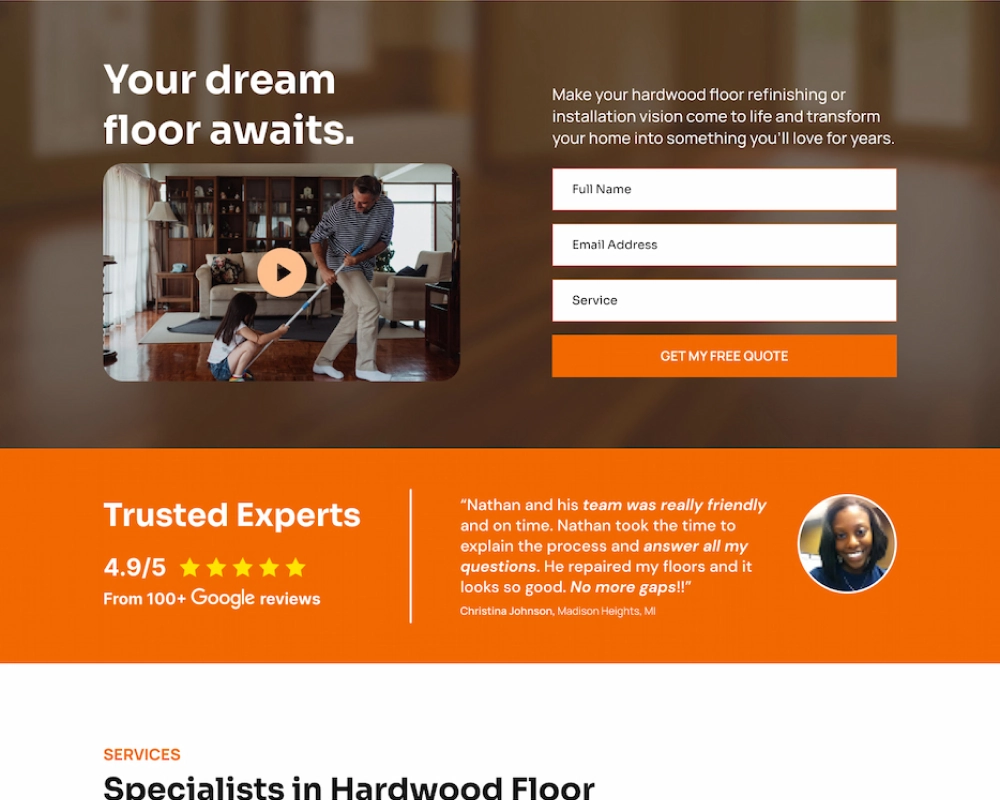 Your dream
floor awaits.
Make your hardwood floor refinishing or
installation vision come to life and transform
your home into something you'll love for years.
Full Name
Email Address
Service
GET MY FREE QUOTE
Trusted Experts
4.9/5
From 100+ Google reviews
“Nathan and his team was really friendly
and on time. Nathan took the time to
explain the process and answer all my
questions. He repaired my floors and it
looks so good. No more gaps!!”
Christina Johnson, Madison Heights, MI
SERVICES
Specialists in Hardwood Floor